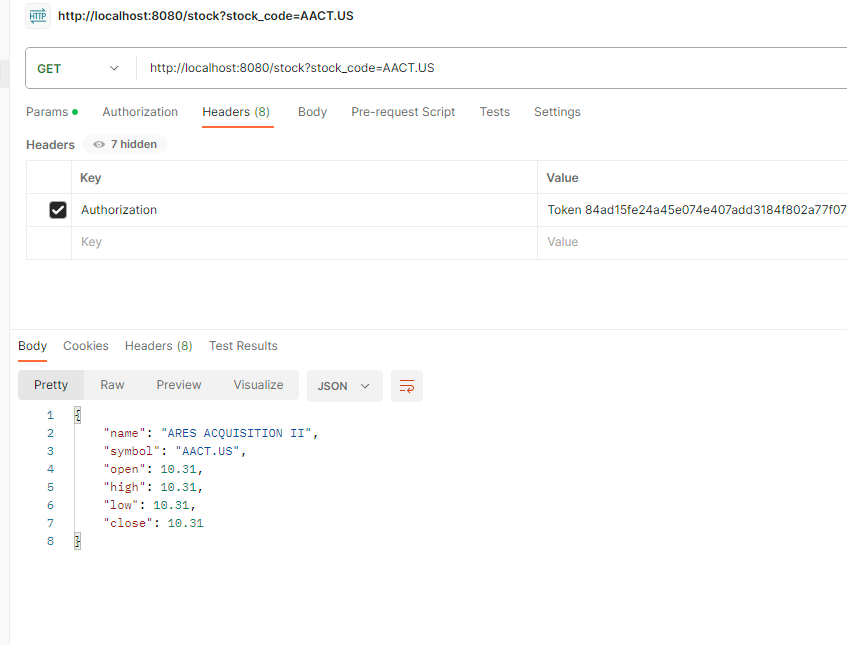 HTTP http://localhost:8080/stock?stock_code=AACT.US
GET http://localhost:8080/stock?stock_code=AACT.US
Params Authorization Headers (8) Body Pre-request Script Tests Settings
Headers 7 hidden
Key Value
Authorization Token 84ad15fe24a45e074e407add3184f802a77f07
Key Value
Body Cookies Headers (8) Test Results
Pretty Raw Preview Visualize JSON
1 {
2 "name": "ARES ACQUISITION II",
3 "symbol": "AACT.US",
4 "open": 10.31,
5 "high": 10.31,
6 "low": 10.31,
7 "close": 10.31
8 }